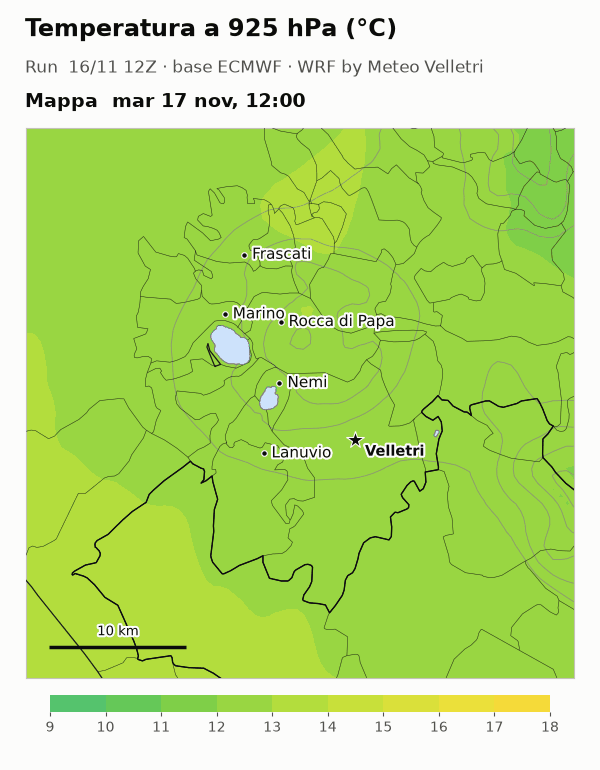 Temperatura a 925 hPa (°C)
Run  16/11 12Z · base ECMWF · WRF by Meteo Velletri
Mappa  mar 17 nov, 12:00
Frascati
Marino
Rocca di Papa
Nemi
Velletri
Lanuvio
10 km
9 10 11 12 13 14 15 16 17 18